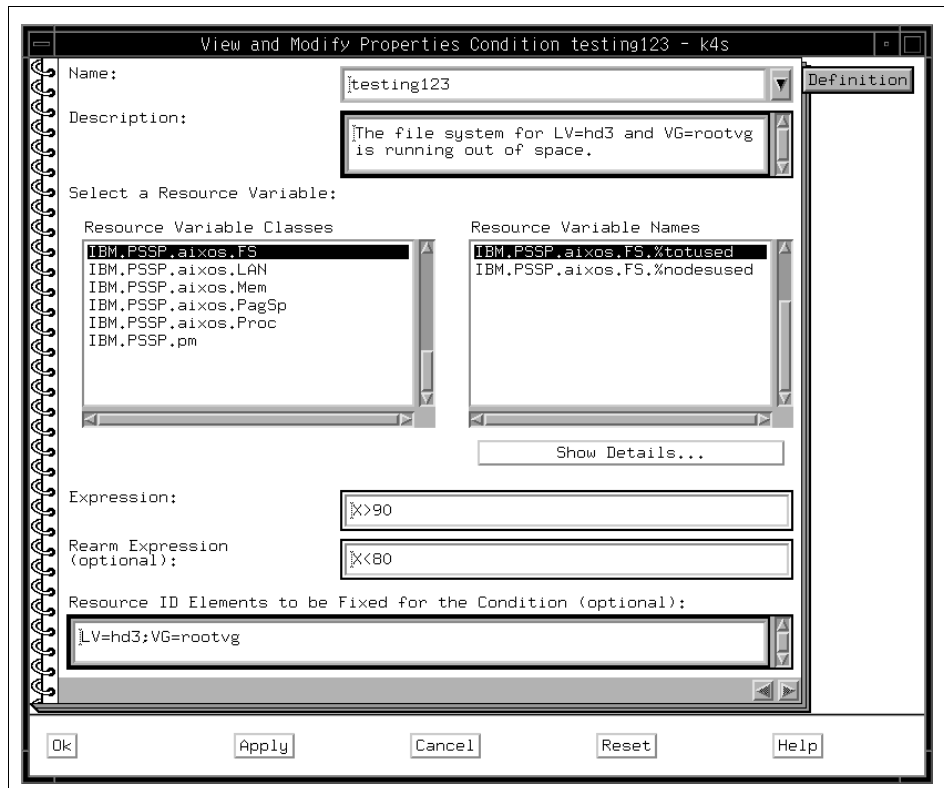 View and Modify Properties Condition testing123 - k4s
Definition
Name:
testing123
Description:
The file system for LV=hd3 and VG=rootvg
is running out of space.
Select a Resource Variable:
Resource Variable Classes
IBM.PSSP.aixos.FS
IBM.PSSP.aixos.LAN
IBM.PSSP.aixos.Mem
IBM.PSSP.aixos.PagSp
IBM.PSSP.aixos.Proc
IBM.PSSP.pm
Resource Variable Names
IBM.PSSP.aixos.FS.%totused
IBM.PSSP.aixos.FS.%nodesused
Show Details...
Expression:
X>90
Rearm Expression
(optional):
X<80
Resource ID Elements to be Fixed for the Condition (optional):
LV=hd3;VG=rootvg
Ok
Apply
Cancel
Reset
Help